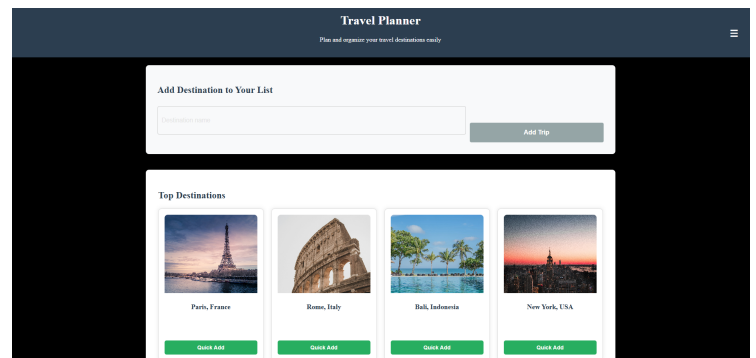 Travel Planner
Plan and organize your travel destinations easily
Add Destination to Your List
Destination name
Add Trip
Top Destinations
Paris, France
Rome, Italy
Bali, Indonesia
New York, USA
Quick Add
Quick Add
Quick Add
Quick Add